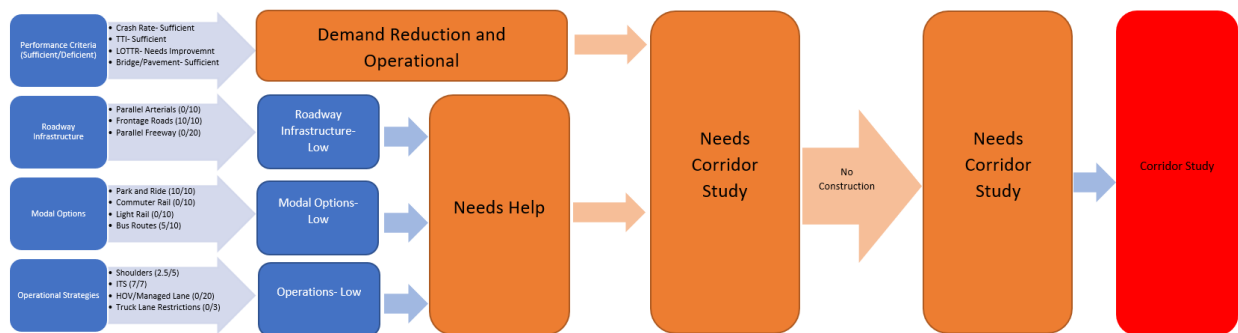 Performance Criteria
(Sufficient/Deficient)
• Crash Rate- Sufficient
• TTI- Sufficient
• LOTTR- Needs Improvemnt
• Bridge/Pavement- Sufficient
Demand Reduction and
Operational
Roadway
Infrastructure
• Parallel Arterials (0/10)
• Frontage Roads (10/10)
• Parallel Freeway (0/20)
Roadway
Infrastructure-
Low
Modal Options
• Park and Ride (10/10)
• Commuter Rail (0/10)
• Light Rail (0/10)
• Bus Routes (5/10)
Modal Options-
Low
Operational Strategies
• Shoulders (2.5/5)
• ITS (7/7)
• HOV/Managed Lane (0/20)
• Truck Lane Restrictions (0/3)
Operations- Low
Needs Help
Needs
Corridor
Study
No
Construction
Needs
Corridor
Study
Corridor Study